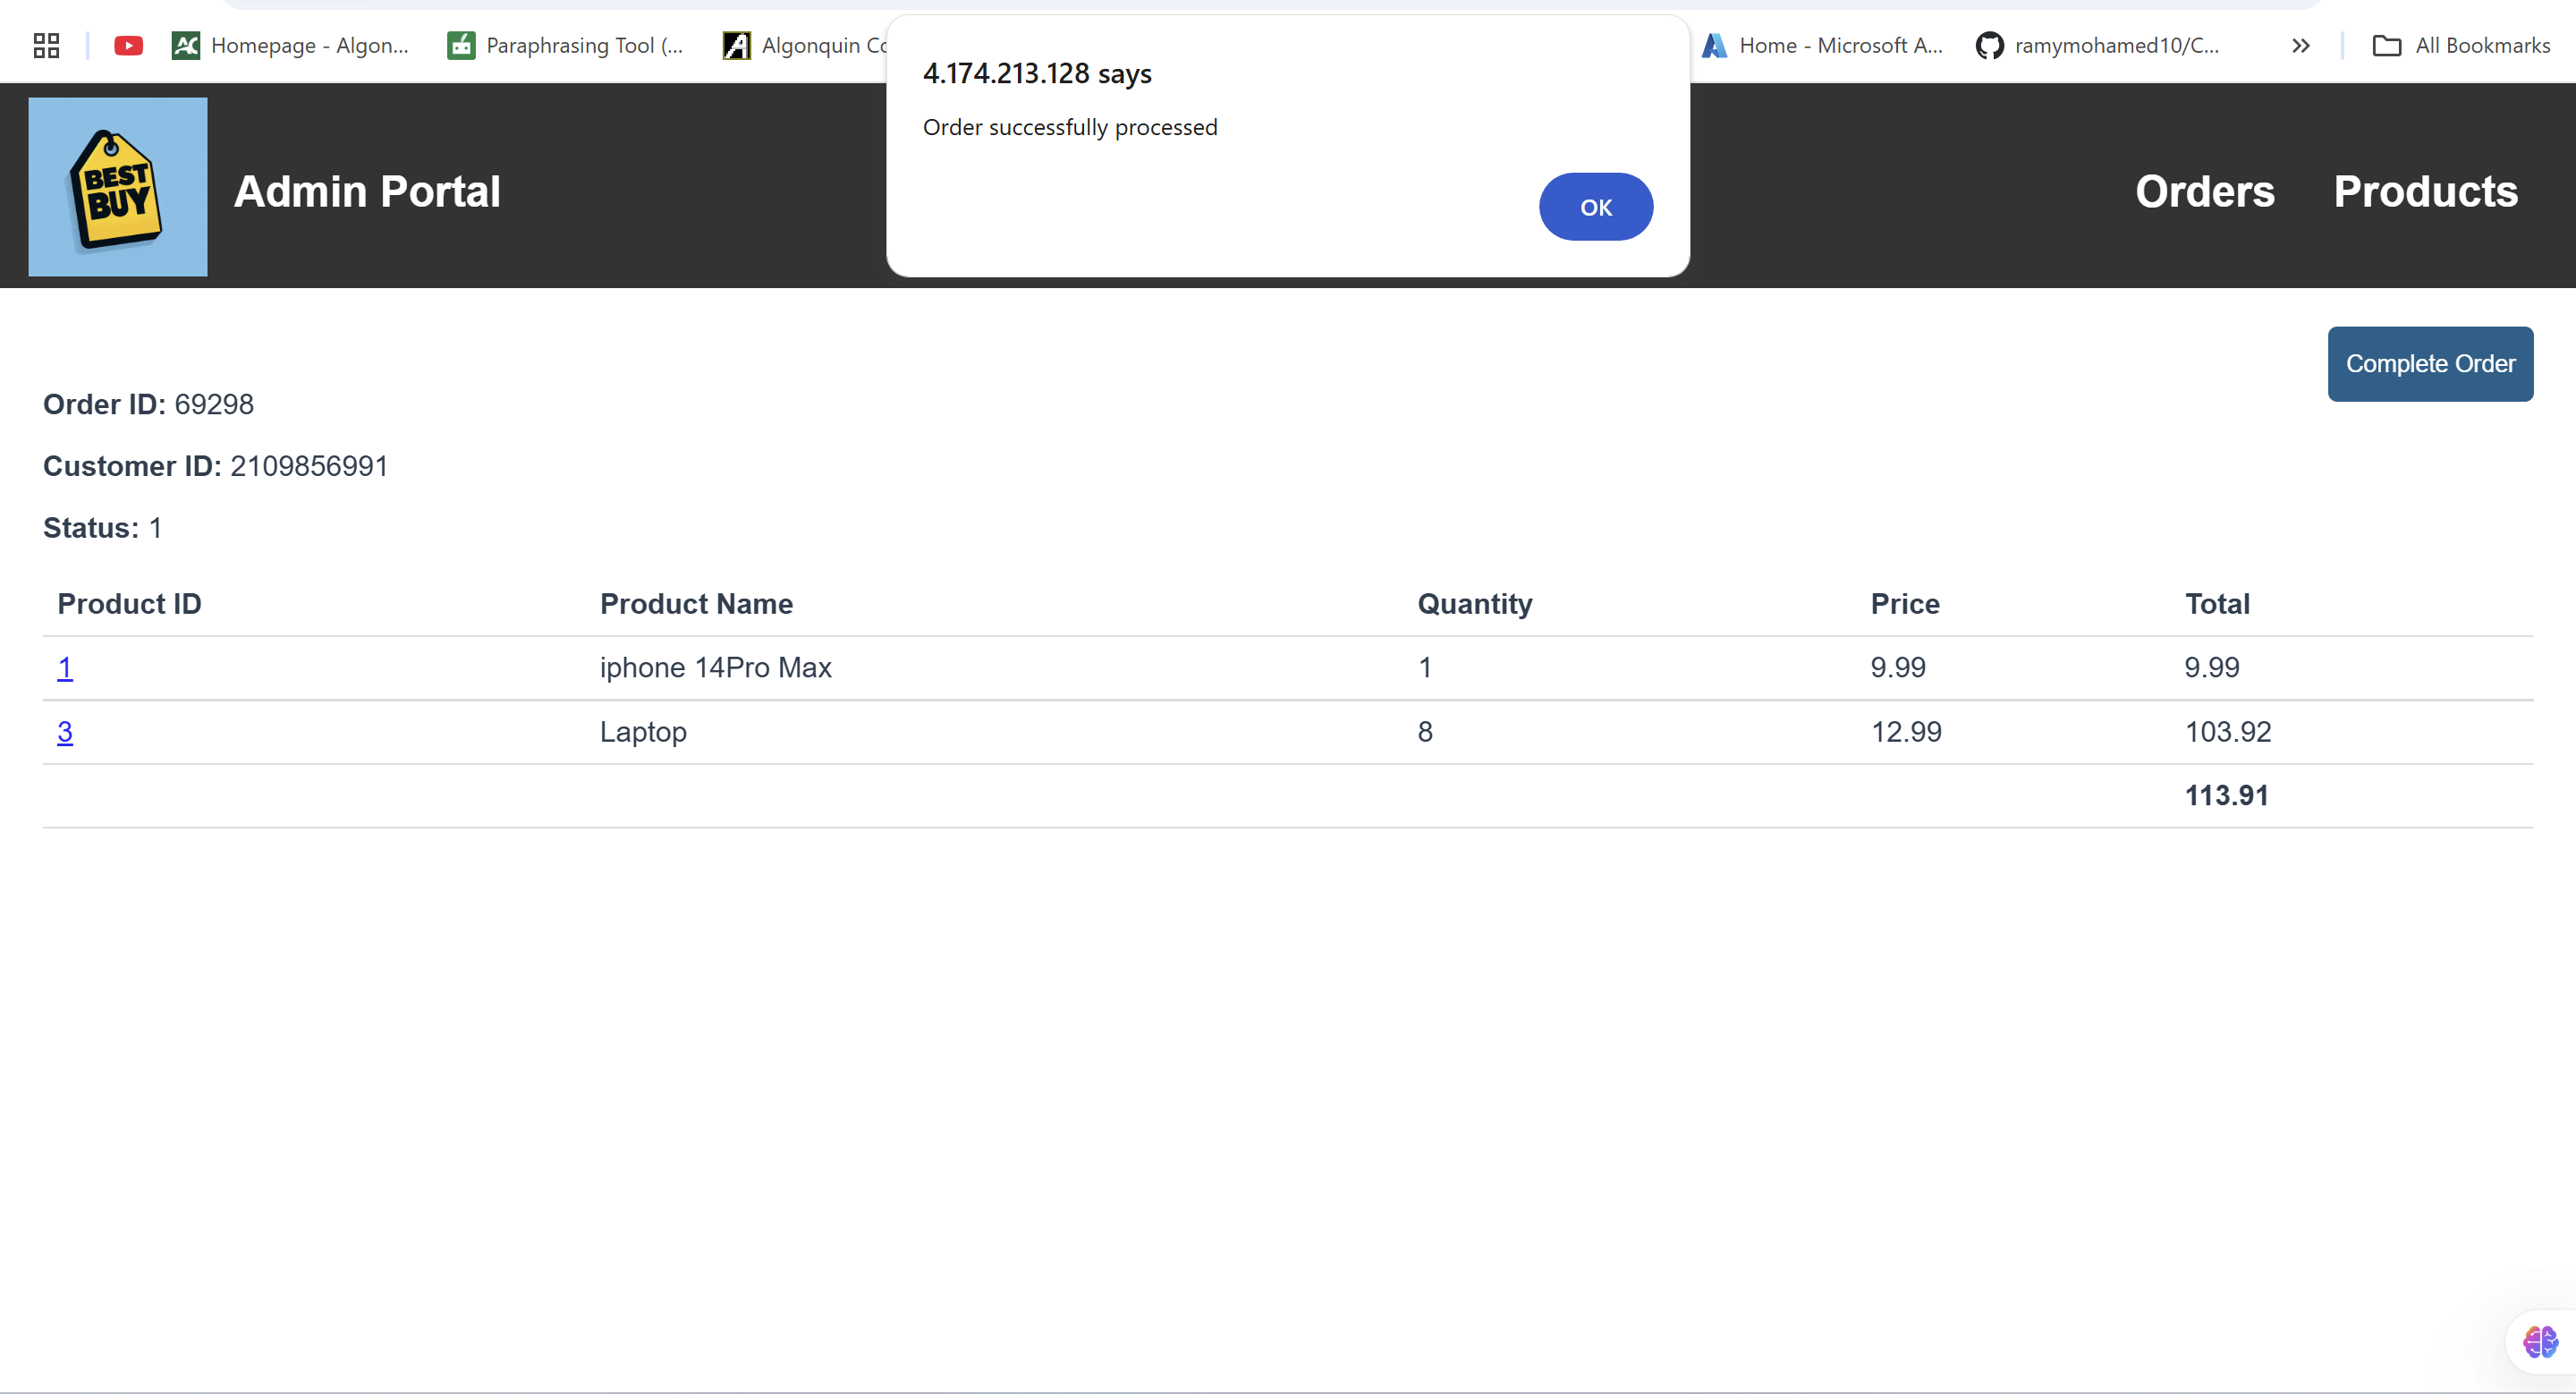 Homepage - Algon...
Paraphrasing Tool (...
Algonquin Co
Home - Microsoft A...
ramymohamed10/C...
All Bookmarks
4.174.213.128 says
Order successfully processed
OK
BEST
BUY
Admin Portal
Orders
Products
Complete Order
Order ID: 69298
Customer ID: 2109856991
Status: 1
Product ID Product Name Quantity Price Total
1 iphone 14Pro Max 1 9.99 9.99
3 Laptop 8 12.99 103.92
113.91